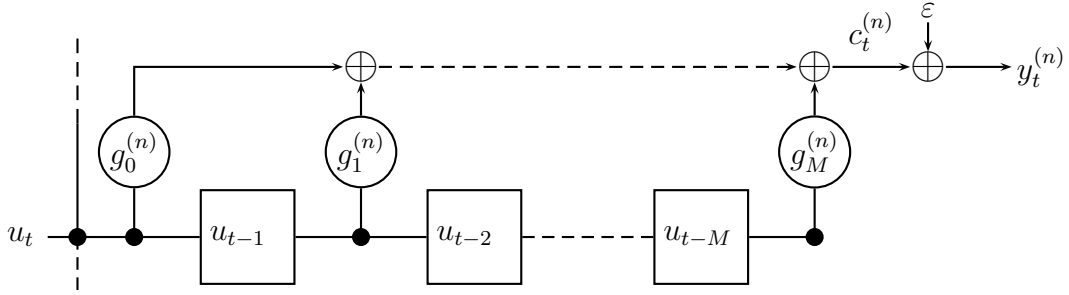 ε
c_t^{(n)}
y_t^{(n)}
g_0^{(n)} g_1^{(n)} g_M^{(n)}
u_t u_{t-1} u_{t-2} u_{t-M}